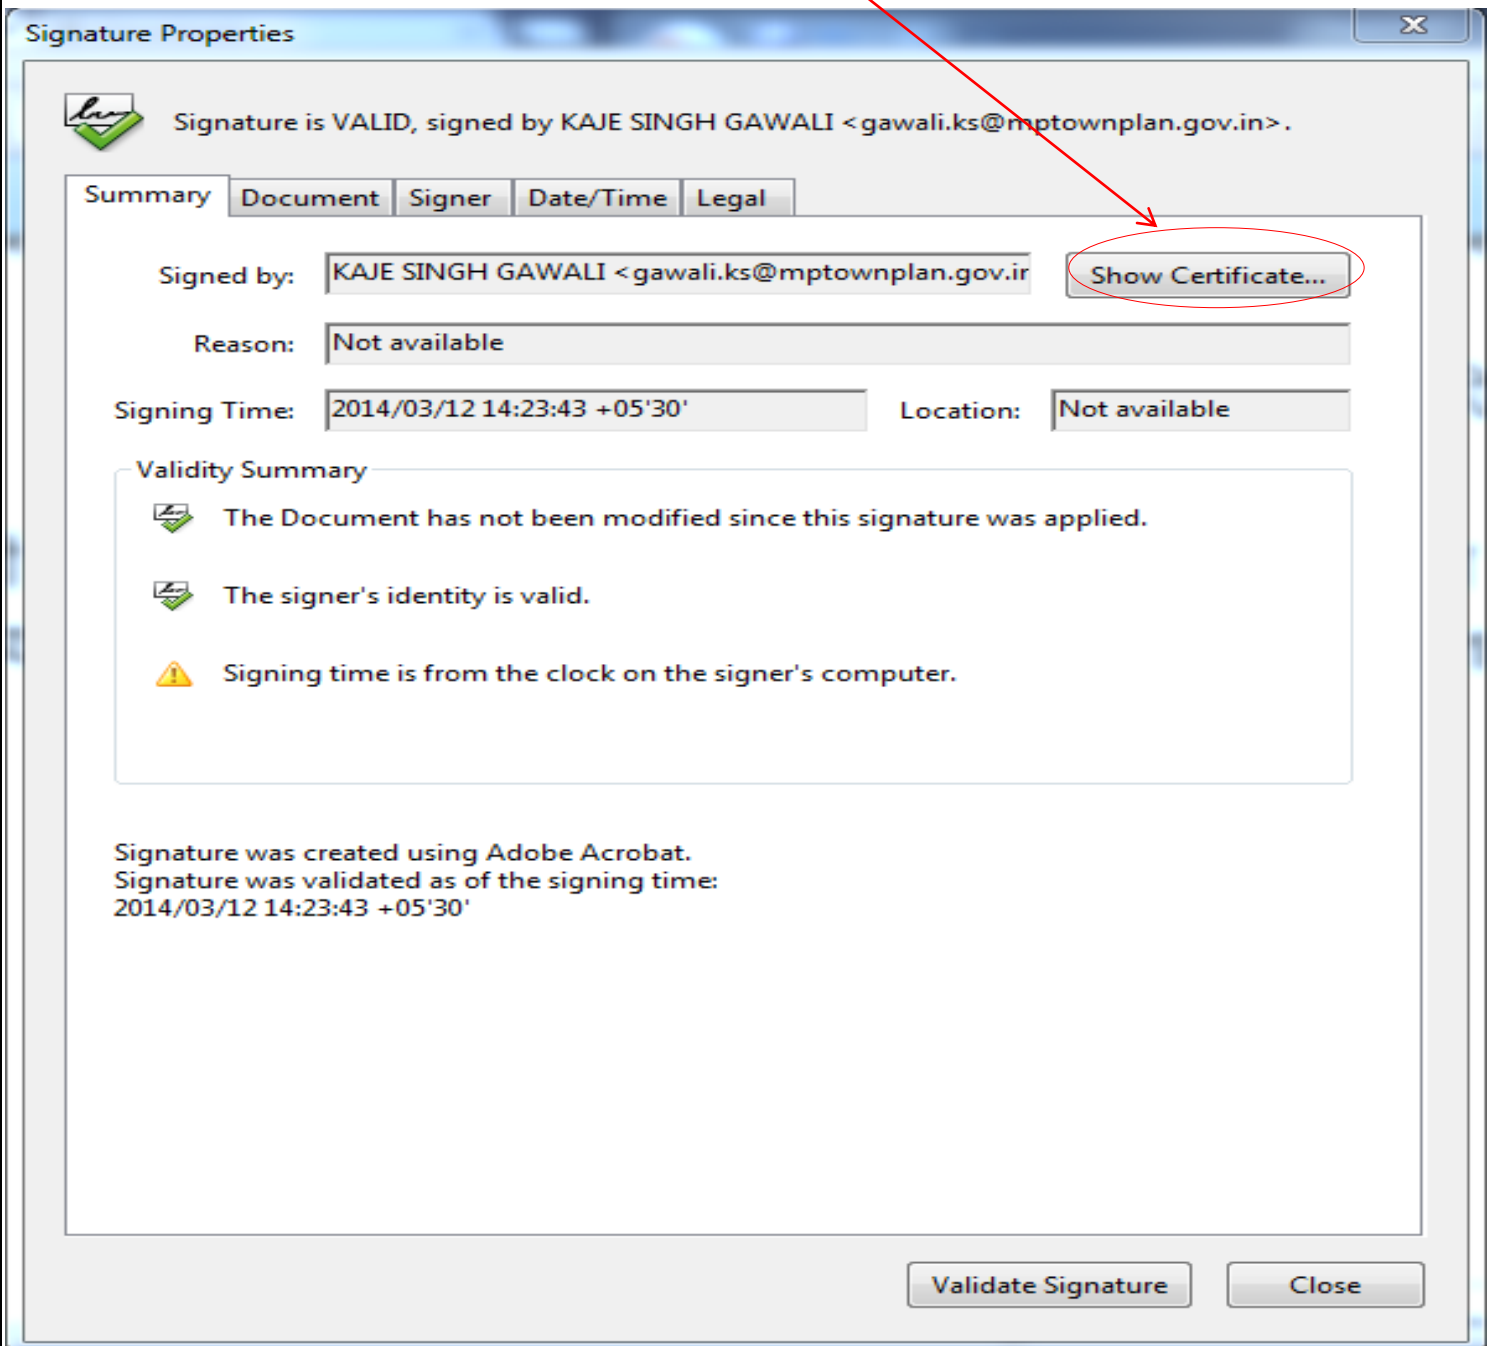 Signature Properties
Signature is VALID, signed by KAJE SINGH GAWALI <gawali.ks@mptownplan.gov.in>.
Summary Document Signer Date/Time Legal
Signed by: KAJE SINGH GAWALI <gawali.ks@mptownplan.gov.ir Show Certificate...
Reason: Not available
Signing Time: 2014/03/12 14:23:43 +05'30' Location: Not available
Validity Summary
The Document has not been modified since this signature was applied.
The signer's identity is valid.
Signing time is from the clock on the signer's computer.
Signature was created using Adobe Acrobat.
Signature was validated as of the signing time:
2014/03/12 14:23:43 +05'30'
Validate Signature Close